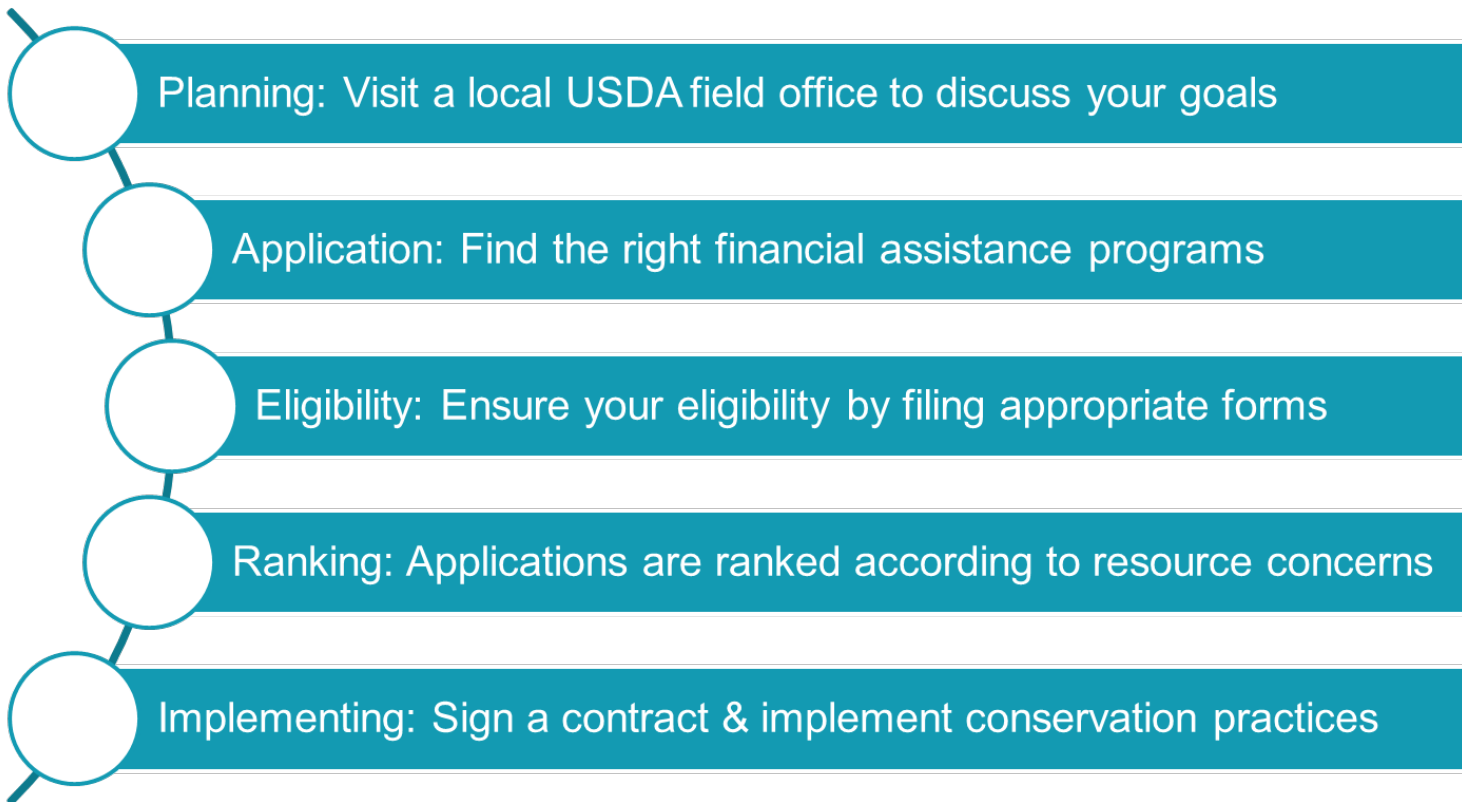 Planning: Visit a local USDA field office to discuss your goals
Application: Find the right financial assistance programs
Eligibility: Ensure your eligibility by filing appropriate forms
Ranking: Applications are ranked according to resource concerns
Implementing: Sign a contract & implement conservation practices